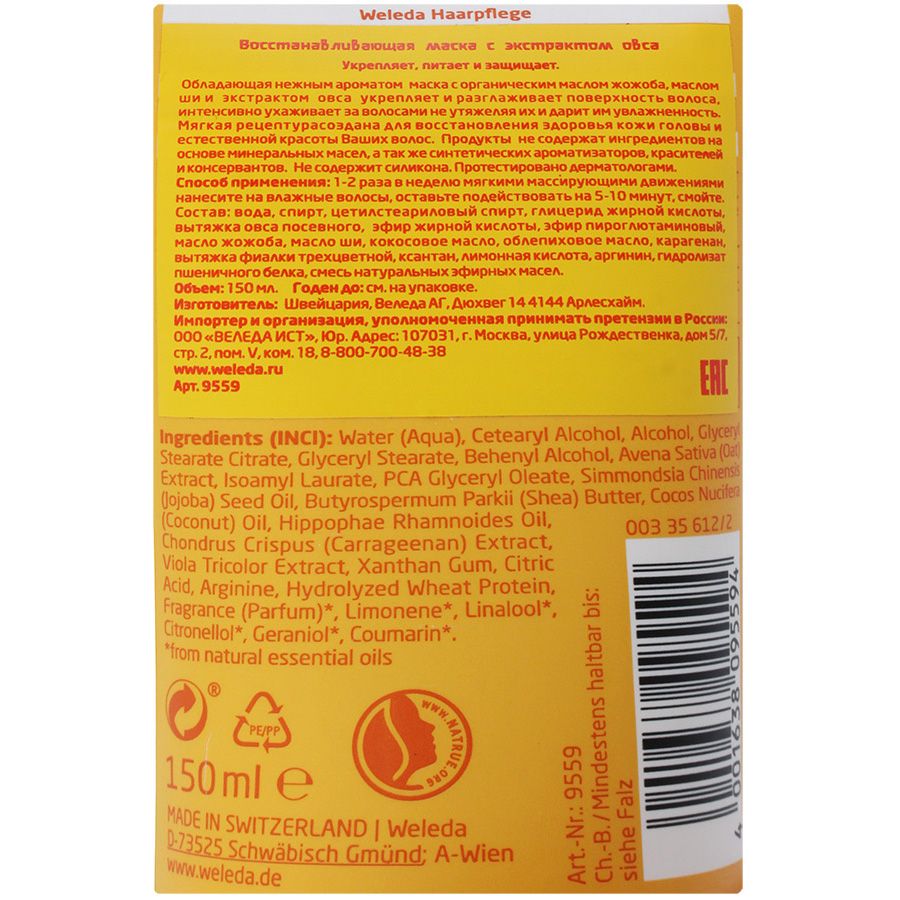 Weleda Haarpflege
Восстанавливающая маска с экстрактом овса
Укрепляет, питает и защищает.
Обладающая нежным ароматом маска с органическим маслом жожоба, маслом
ши и экстрактом овса укрепляет и разглаживает поверхность волоса,
интенсивно ухаживает за волосами не утяжеляя их и дарит им увлажненность.
Мягкая рецептурасоздана для восстановления здоровья кожи головы и
естественной красоты Ваших волос. Продукты не содержат ингредиентов на
основе минеральных масел, а так же синтетических ароматизаторов, красителей
и консервантов. Не содержит силикона. Протестировано дерматологами.
Способ применения: 1-2 раза в неделю мягкими массирующими движениями
нанесите на влажные волосы, оставьте подействовать на 5-10 минут, смойте.
Состав: вода, спирт, цетилстеариловый спирт, глицерид жирной кислоты,
вытяжка овса посевного, эфир жирной кислоты, эфир пироглютаминовый,
масло жожоба, масло ши, кокосовое масло, облепиховое масло, карагенан,
вытяжка фиалки трехцветной, ксантан, лимонная кислота, аргинин, гидролизат
пшеничного белка, смесь натуральных эфирных масел.
Объем: 150 мл. Годен до: см. на упаковке.
Изготовитель: Швейцария, Веледа АГ, Дюхвег 14 4144 Арлесхайм.
Импортер и организация, уполномоченная принимать претензии в России:
ООО «ВЕЛЕДА ИСТ», Юр. Адрес: 107031, г. Москва, улица Рождественка, дом 5/7,
стр. 2, пом. V, ком. 18, 8-800-700-48-38
www.weleda.ru
Арт. 9559
EAC
Ingredients (INCI): Water (Aqua), Cetearyl Alcohol, Alcohol, Glyceryl
Stearate Citrate, Glyceryl Stearate, Behenyl Alcohol, Avena Sativa (Oat)
Extract, Isoamyl Laurate, PCA Glyceryl Oleate, Simmondsia Chinensis
(Jojoba) Seed Oil, Butyrospermum Parkii (Shea) Butter, Cocos Nucifera
(Coconut) Oil, Hippophae Rhamnoides Oil,
Chondrus Crispus (Carrageenan) Extract,
Viola Tricolor Extract, Xanthan Gum, Citric
Acid, Arginine, Hydrolyzed Wheat Protein,
Fragrance (Parfum)*, Limonene*, Linalool*,
Citronellol*, Geraniol*, Coumarin*.
*from natural essential oils
003 35 612/2
®
PE/PP
WWW.NATRUE.ORG
150 ml e
MADE IN SWITZERLAND | Weleda
D-73525 Schwäbisch Gmünd; A-Wien
www.weleda.de
Art.-Nr.: 9559
Ch.-B. / Mindestens haltbar bis:
siehe Falz
4 001638 095594